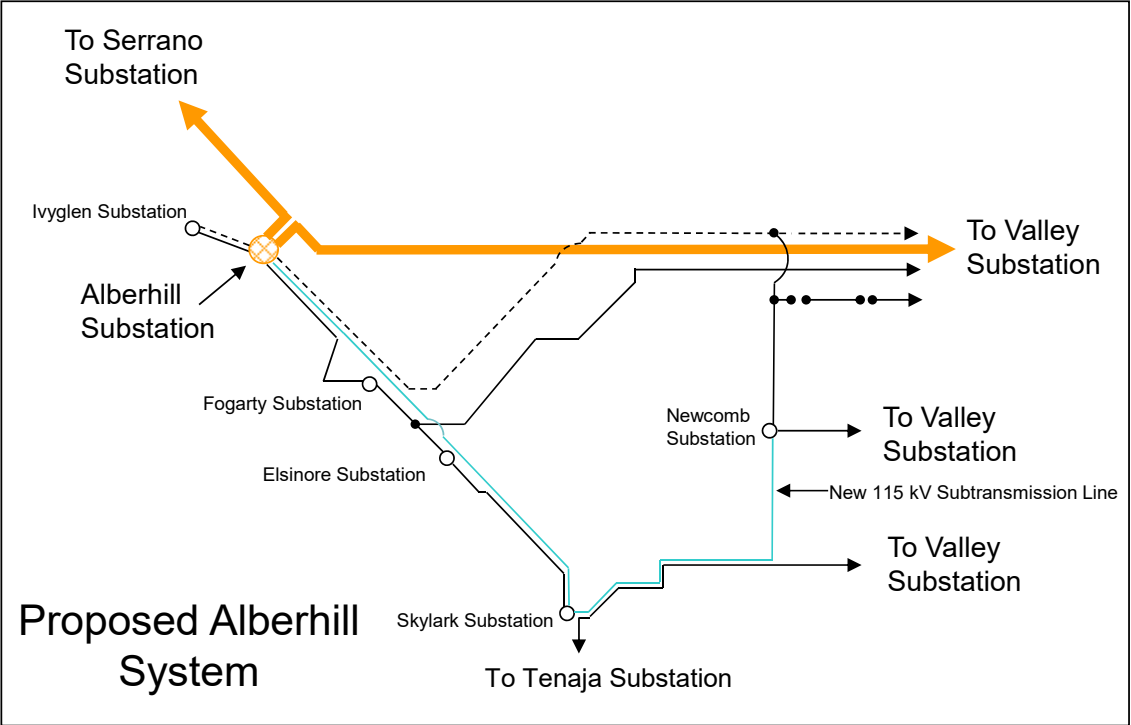 To Serrano
Substation
Ivyglen Substation
To Valley
Substation
Alberhill
Substation
Fogarty Substation
Newcomb
Substation
To Valley
Substation
Elsinore Substation
New 115 kV Subtransmission Line
To Valley
Substation
Skylark Substation
Proposed Alberhill
System
To Tenaja Substation